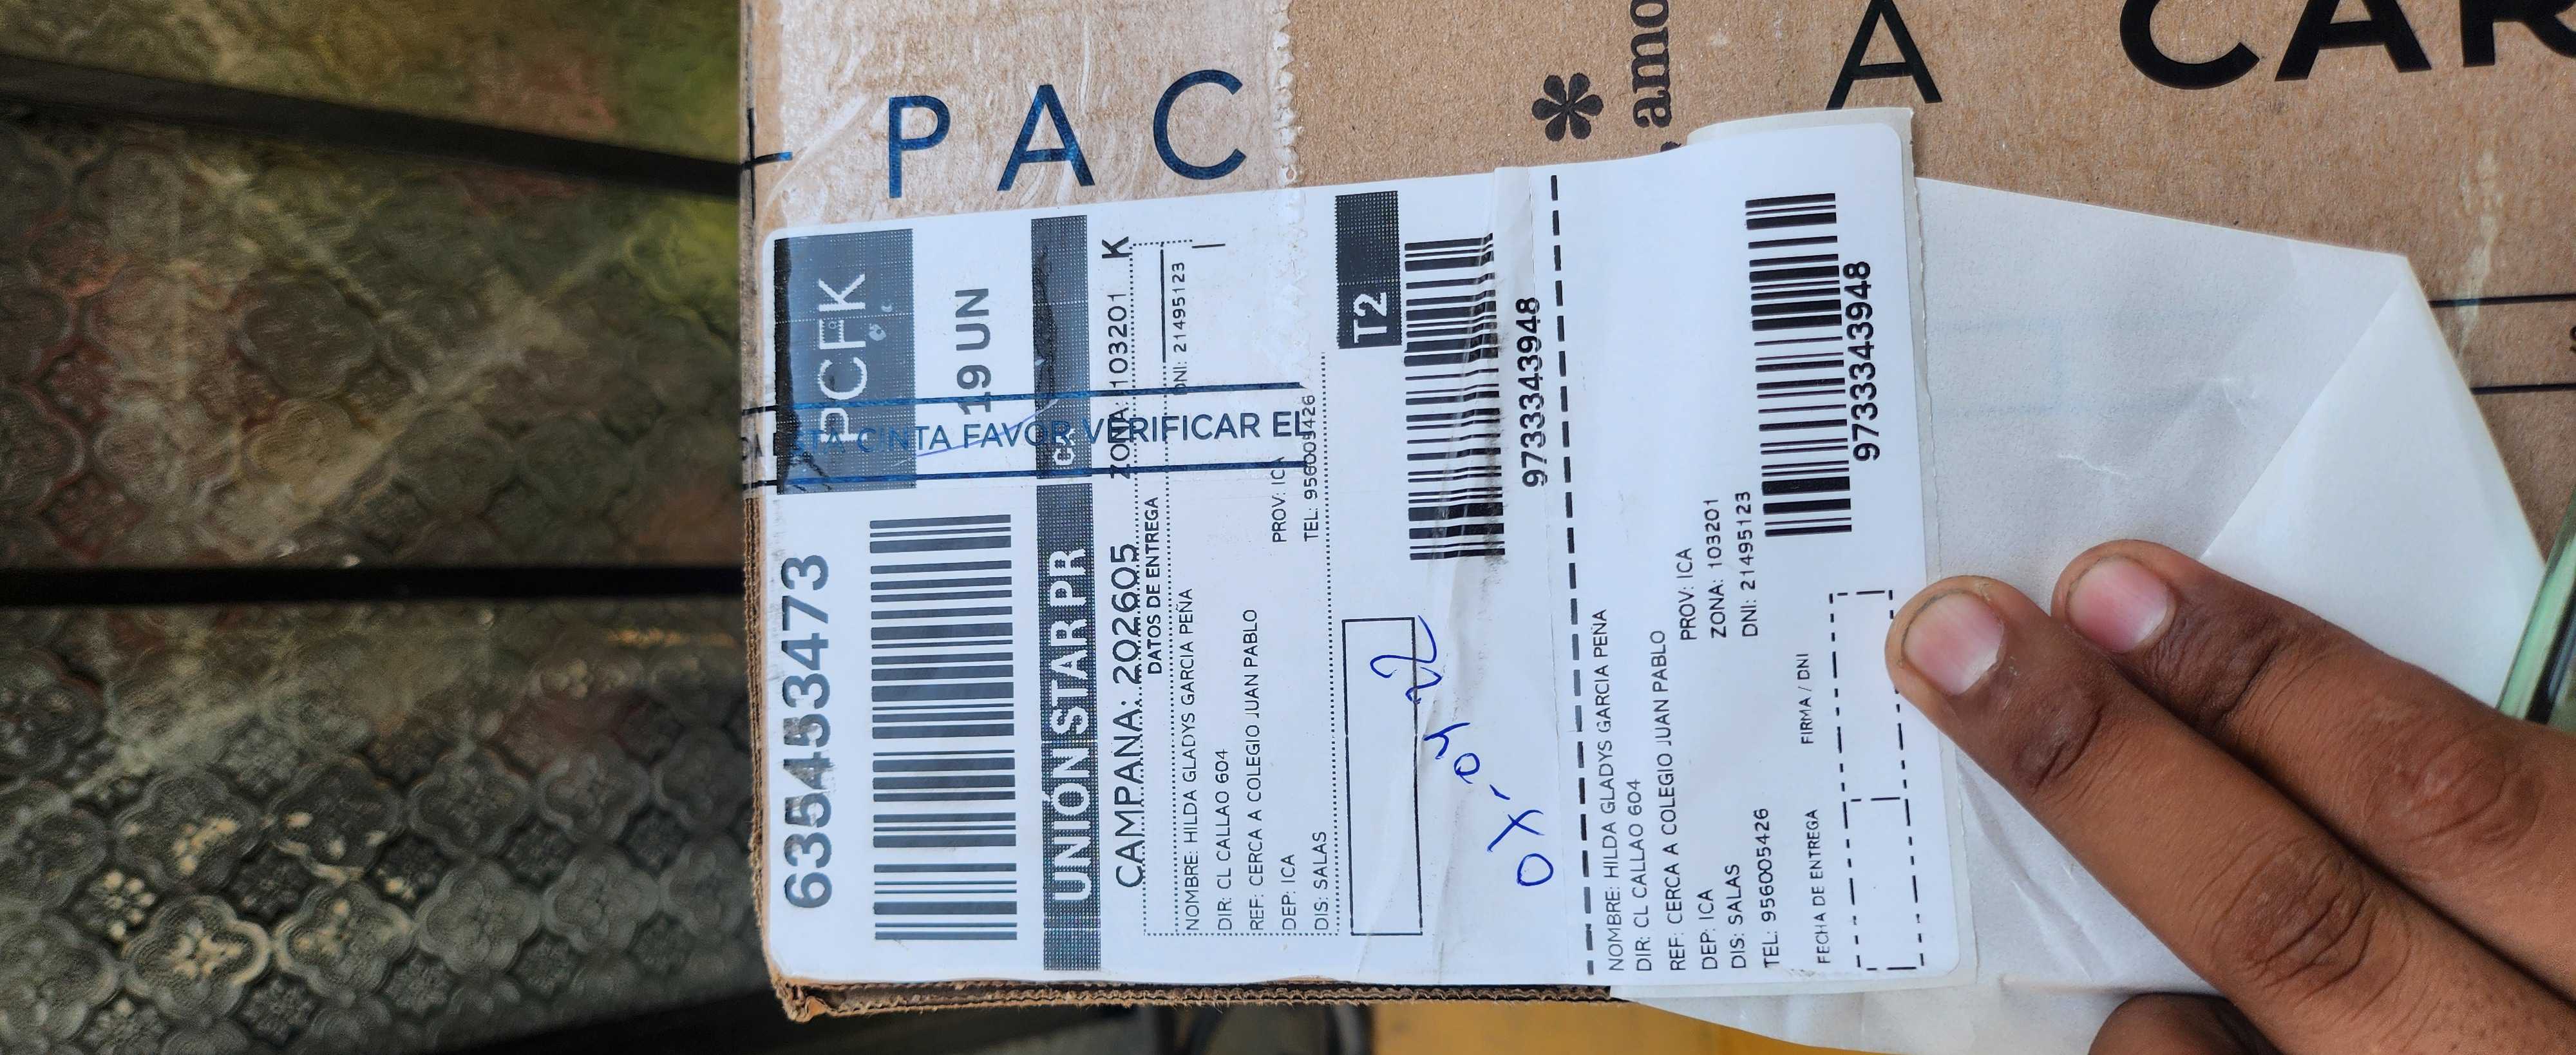 PAC
* amo
A CAR
6354533473
PCFK
19 UN
CINTA FAVOR VERIFICAR EL
UNIÓN STAR PR
CAMPAÑA: 202605 ZONA: 103201 K
DATOS DE ENTREGA
NOMBRE: HILDA GLADYS GARCIA PEÑA DNI: 21495123
DIR: CL CALLAO 604
REF: CERCA A COLEGIO JUAN PABLO
DEP: ICA PROV: ICA
DIS: SALAS TEL: 956005426
T2
9733343948
NOMBRE: HILDA GLADYS GARCIA PEÑA
DIR: CL CALLAO 604
REF: CERCA A COLEGIO JUAN PABLO
DEP: ICA PROV: ICA
DIS: SALAS ZONA: 103201
TEL: 956005426 DNI: 21495123
9733343948
FECHA DE ENTREGA FIRMA / DNI